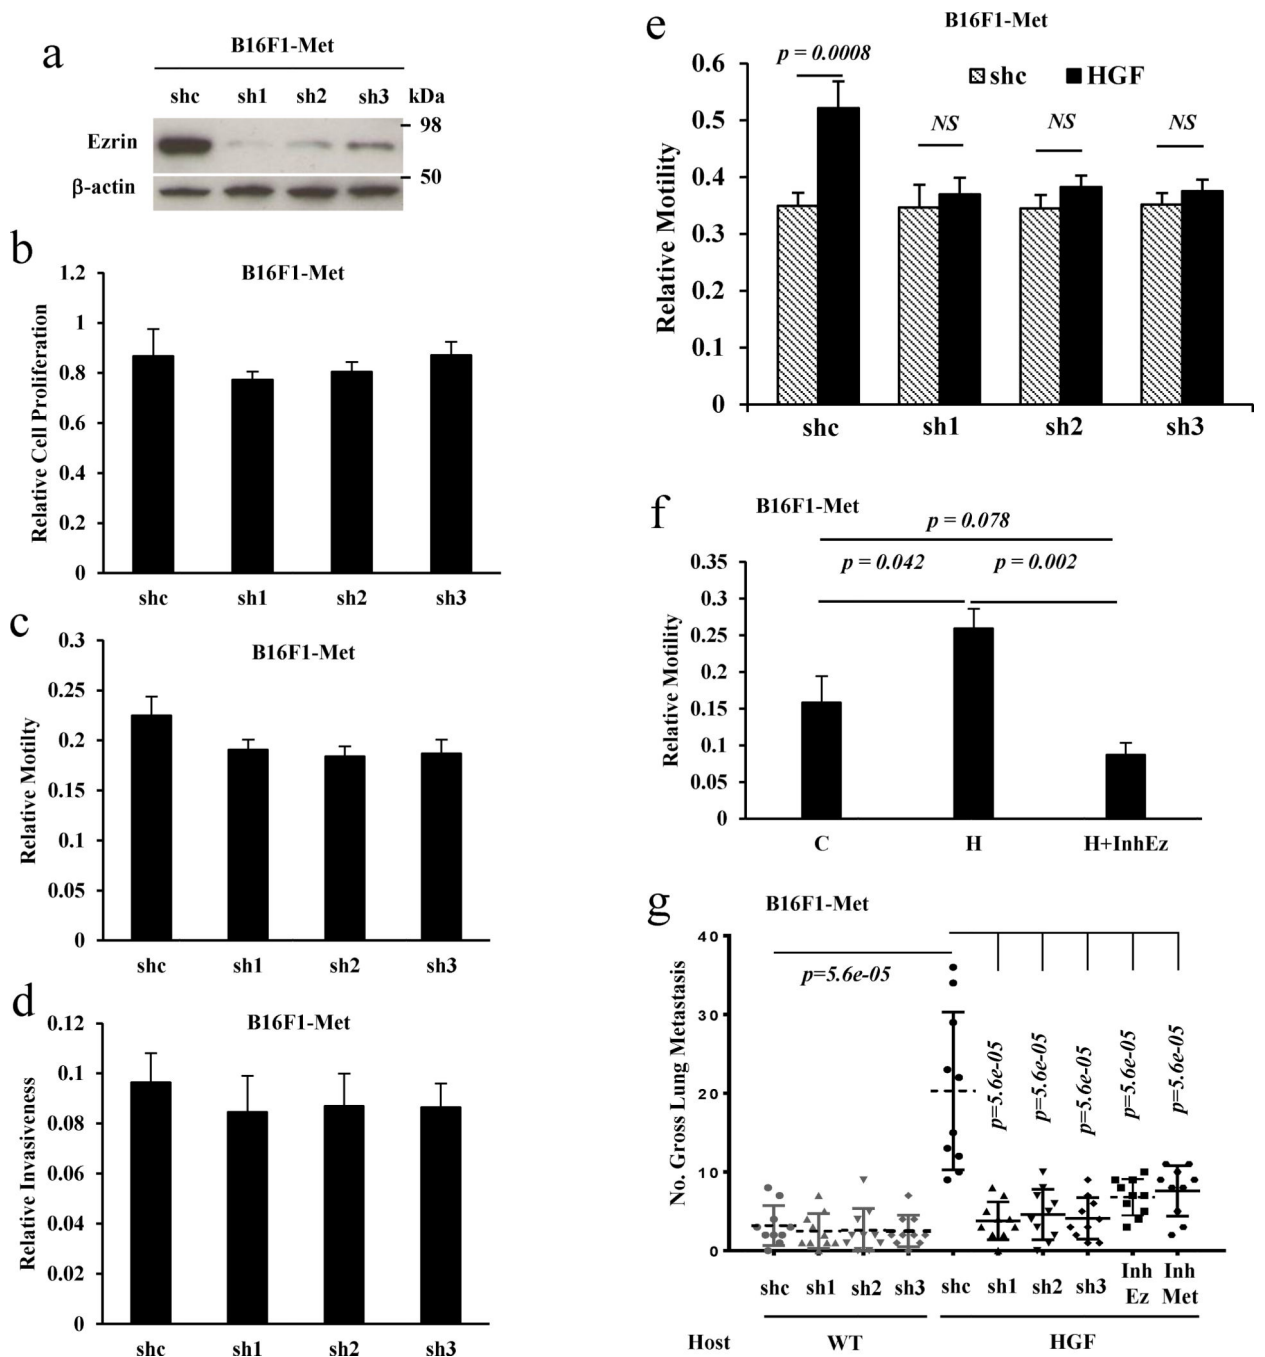 a
B16F1-Met
shc sh1 sh2 sh3 kDa
98
Ezrin
50
β-actin
b
B16F1-Met
1.2
1
0.8
0.6
0.4
0.2
0
Relative Cell Proliferation
shc sh1 sh2 sh3
c
B16F1-Met
0.3
0.25
0.2
0.15
0.1
0.05
0
Relative Motilty
shc sh1 sh2 sh3
d
B16F1-Met
0.12
0.1
0.08
0.06
0.04
0.02
0
Relative Invasiveness
shc sh1 sh2 sh3
e
B16F1-Met
p = 0.0008
shc HGF
NS NS NS
0.6
0.5
0.4
0.3
0.2
0.1
0
Relative Motility
shc sh1 sh2 sh3
f
B16F1-Met
p = 0.078
p = 0.042 p = 0.002
0.35
0.3
0.25
0.2
0.15
0.1
0.05
0
Relative Motility
C H H+InhEz
g
B16F1-Met
40
30
20
10
0
No. Gross Lung Metastasis
p=5.6e-05
p=5.6e-05
p=5.6e-05
p=5.6e-05
p=5.6e-05
p=5.6e-05
shc sh1 sh2 sh3 shc sh1 sh2 sh3 Inh Inh
Ez Met
Host WT HGF